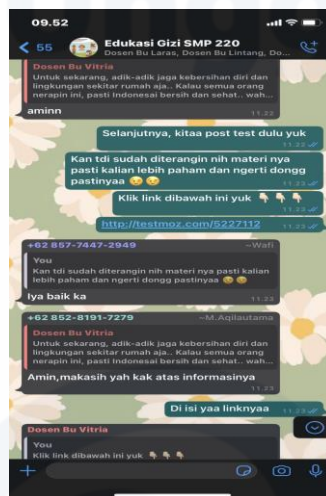 09.52
55
Edukasi Gizi SMP 220
Dosen Bu Laras, Dosen Bu Lintang, Do...
Dosen Bu Vitria
Untuk sekarang, adik-adik jaga kebersihan diri dan
lingkungan sekitar rumah aja.. Kalau semua orang
nerapin ini, pasti Indonesai bersih dan sehat.. wah...
aminn
11.22
Selanjutnya, kitaa post test dulu yuk
11.22
Kan tdi sudah diterangin nih materi nya
pasti kalian lebih paham dan ngerti dongg
pastinyaa 😉😉
11.22
Klik link dibawah ini yuk 👇🏻👇🏻👇🏻
11.22
http://testmoz.com/5227112
11.22
+62 857-7447-2949
~Wafi
You
Kan tdi sudah diterangin nih materi nya pasti kalian
lebih paham dan ngerti dongg pastinyaa 😉😉
Iya baik ka
11.22
+62 852-8191-7279
~M.Aqilautama
Dosen Bu Vitria
Untuk sekarang, adik-adik jaga kebersihan diri dan
lingkungan sekitar rumah aja.. Kalau semua orang
nerapin ini, pasti Indonesai bersih dan sehat.. wah...
Amin,makasih yah kak atas informasinya
11.23
Di isi yaa linknyaa
11.23
Dosen Bu Vitria
You
Klik link dibawah ini yuk 👇🏻👇🏻👇🏻